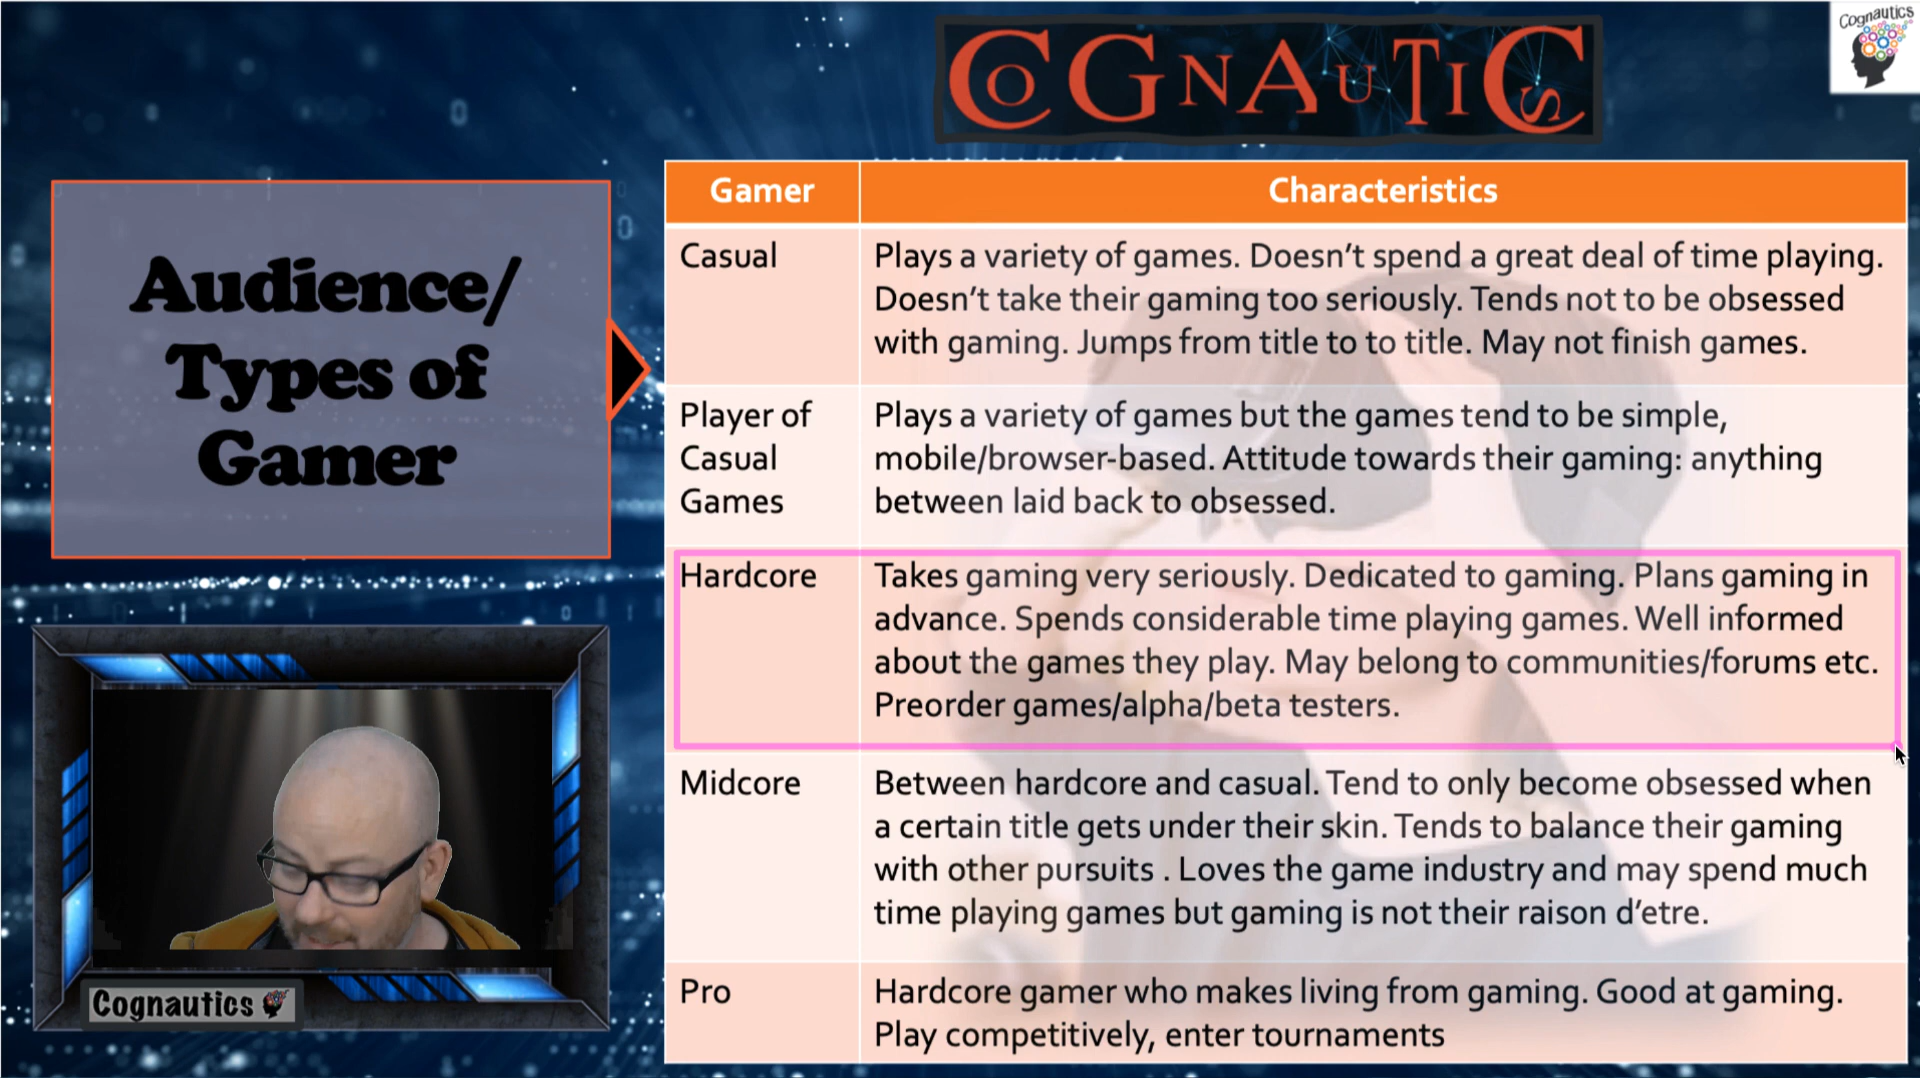 COGNAUTICS
Cognautics
Audience/
Types of
Gamer
Gamer
Characteristics
Casual
Plays a variety of games. Doesn’t spend a great deal of time playing.
Doesn’t take their gaming too seriously. Tends not to be obsessed
with gaming. Jumps from title to to title. May not finish games.
Player of
Casual
Games
Plays a variety of games but the games tend to be simple,
mobile/browser-based. Attitude towards their gaming: anything
between laid back to obsessed.
Hardcore
Takes gaming very seriously. Dedicated to gaming. Plans gaming in
advance. Spends considerable time playing games. Well informed
about the games they play. May belong to communities/forums etc.
Preorder games/alpha/beta testers.
Midcore
Between hardcore and casual. Tend to only become obsessed when
a certain title gets under their skin. Tends to balance their gaming
with other pursuits . Loves the game industry and may spend much
time playing games but gaming is not their raison d’etre.
Pro
Hardcore gamer who makes living from gaming. Good at gaming.
Play competitively, enter tournaments
Cognautics